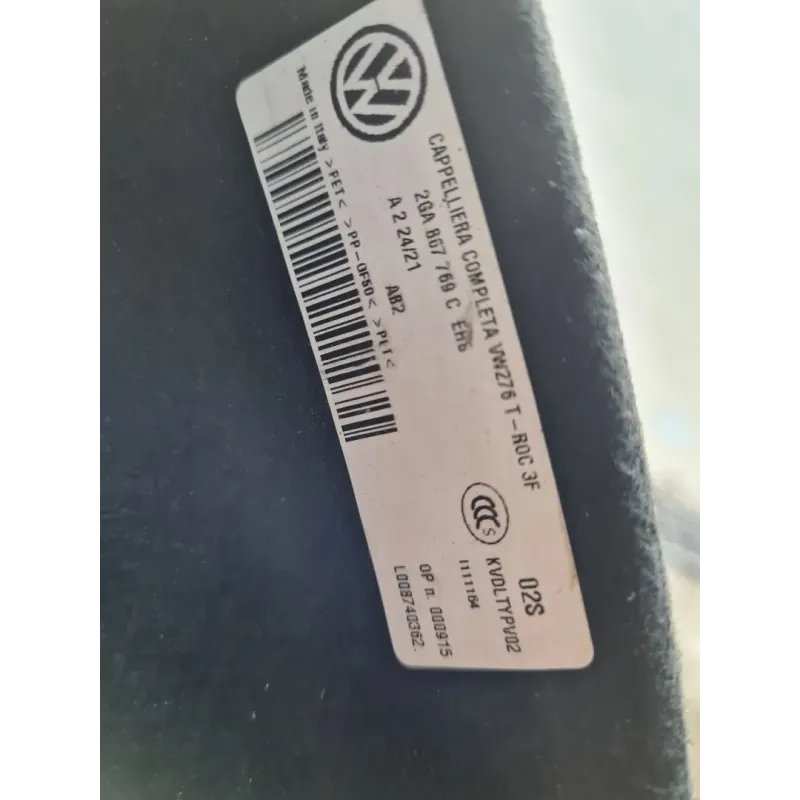 CAPPELLIERA COMPLETA VW276 T-ROC 3F
2GA 867 769 C EH6
A 2 24/21 AB2
Made in Italy >PET< >PP-GF50< >PET<
02S
KVDLTYPV02
I111164
OP n. 000915
L008740362